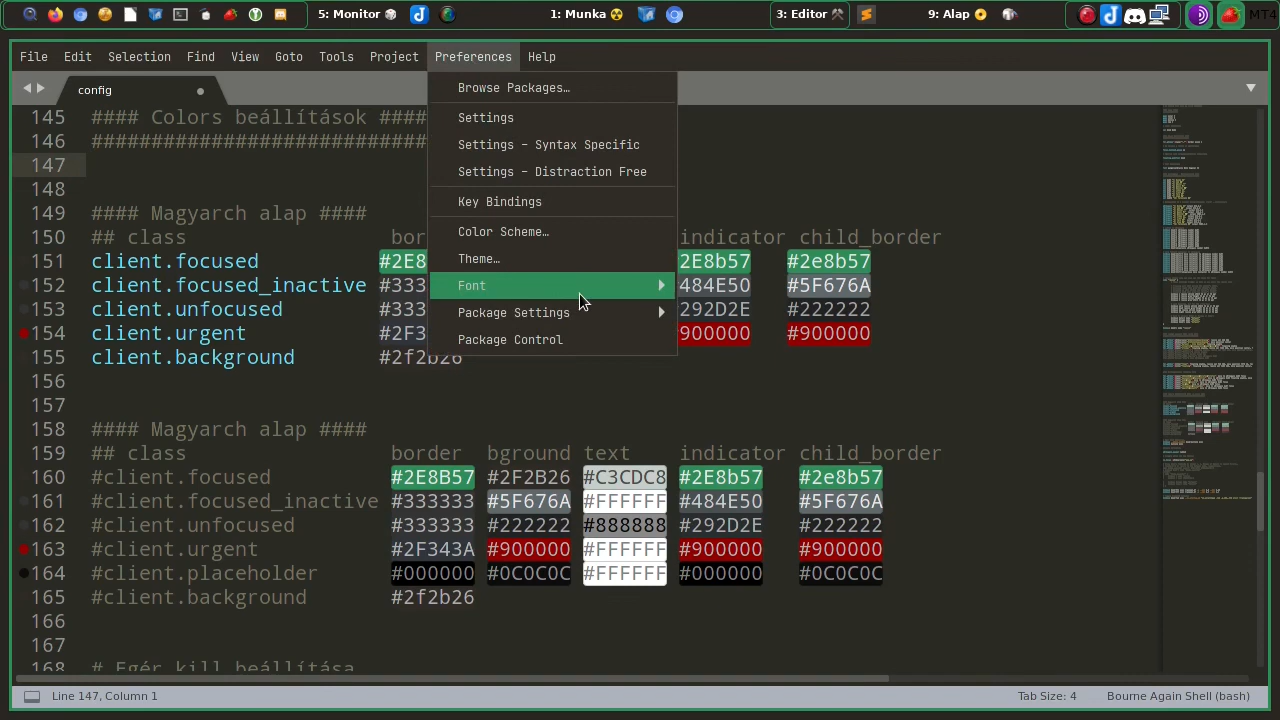 5: Monitor
1: Munka
3: Editor
9: Alap
MT4
File Edit Selection Find View Goto Tools Project Preferences Help
config
Browse Packages…
Settings
Settings – Syntax Specific
Settings – Distraction Free
Key Bindings
Color Scheme…
Theme…
Font
Package Settings
Package Control
145 #### Colors beállítások ####
146 ############################
147
148
149 #### Magyarch alap ####
150 ## class bor indicator child_border
151 client.focused #2E8 2E8b57 #2e8b57
152 client.focused_inactive #333 484E50 #5F676A
153 client.unfocused #333 292D2E #222222
154 client.urgent #2F3 900000 #900000
155 client.background #2f2b26
156
157
158 #### Magyarch alap ####
159 ## class border ground text indicator child_border
160 #client.focused #2E8B57 #2F2B26 #C3CDC8 #2E8b57 #2e8b57
161 #client.focused_inactive #333333 #5F676A #FFFFFF #484E50 #5F676A
162 #client.unfocused #333333 #222222 #888888 #292D2E #222222
163 #client.urgent #2F343A #900000 #FFFFFF #900000 #900000
164 #client.placeholder #000000 #0C0C0C #FFFFFF #000000 #0C0C0C
165 #client.background #2f2b26
166
167
168 # Egér kill beállítása
Line 147, Column 1
Tab Size: 4
Bourne Again Shell (bash)